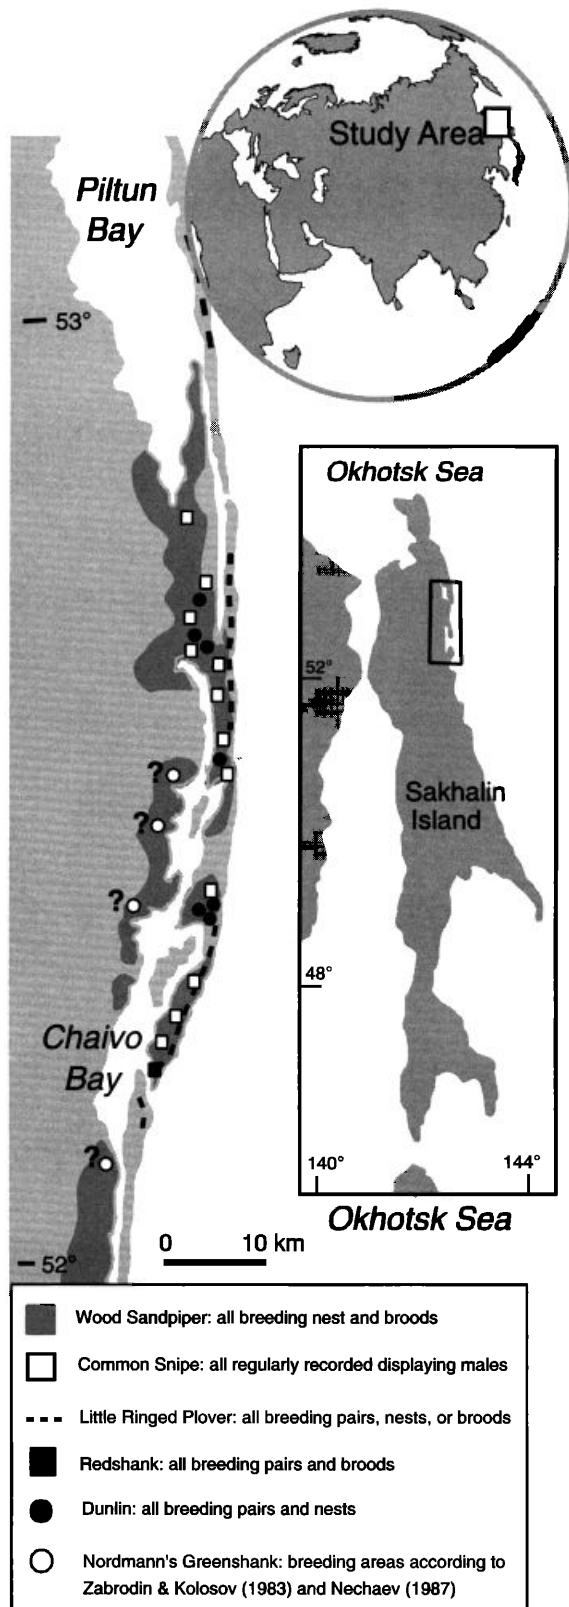 Study Area
Piltun
Bay
53°
Okhotsk Sea
52°
Sakhalin
Island
48°
140°
144°
Okhotsk Sea
?
?
?
Chaivo
Bay
?
0 10 km
52°
Wood Sandpiper: all breeding nest and broods
Common Snipe: all regularly recorded displaying males
Little Ringed Plover: all breeding pairs, nests, or broods
Redshank: all breeding pairs and broods
Dunlin: all breeding pairs and nests
Nordmann's Greenshank: breeding areas according to
Zabrodin & Kolosov (1983) and Nechaev (1987)